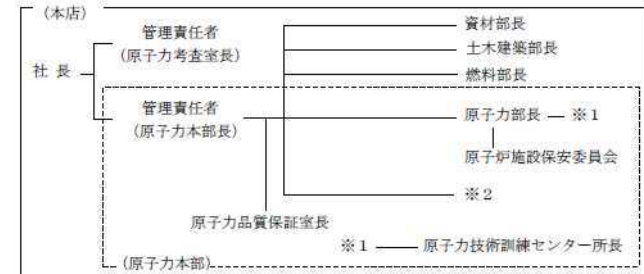 (本店)
管理責任者
(原子力考査室長)
社 長
資材部長
土木建築部長
燃料部長
管理責任者
(原子力本部長)
原子力部長 ― ※1
原子炉施設保安委員会
※2
原子力品質保証室長
※1 ―― 原子力技術訓練センター所長
(原子力本部)